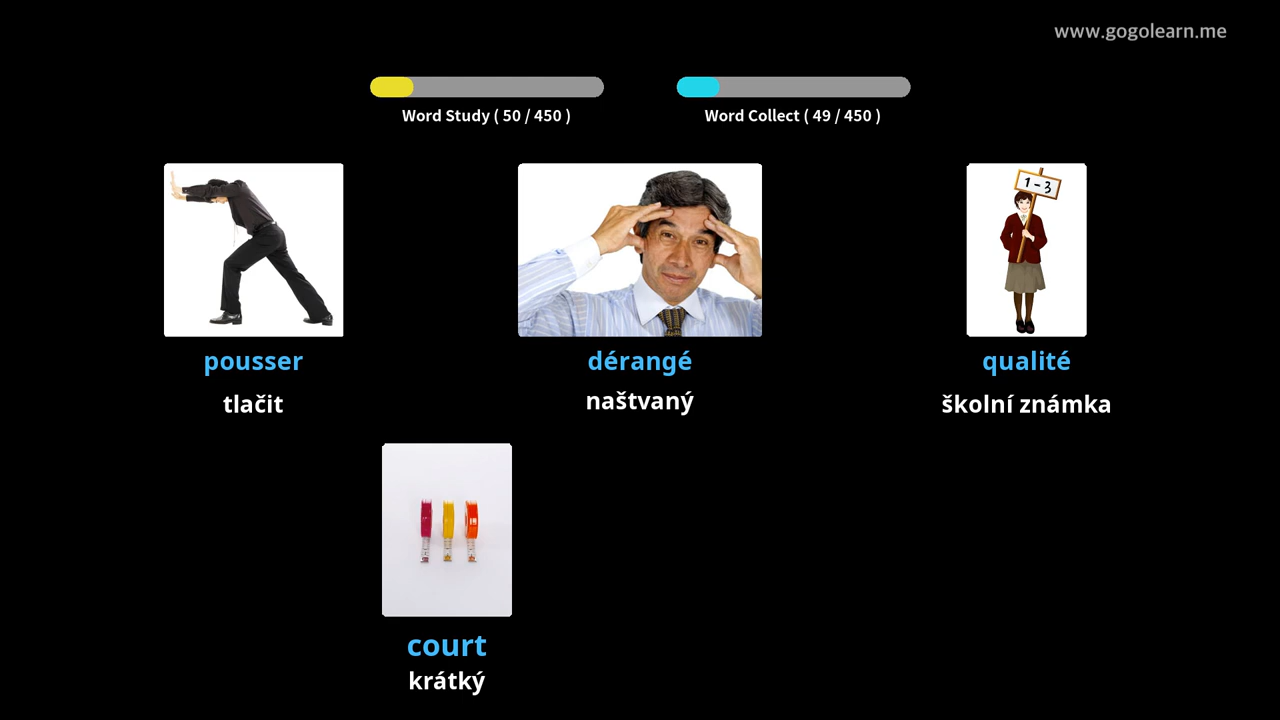 www.gogolearn.me
Word Study ( 50 / 450 )
Word Collect ( 49 / 450 )
1 - 3
pousser
dérangé
qualité
tlačit
naštvaný
školní známka
court
krátký